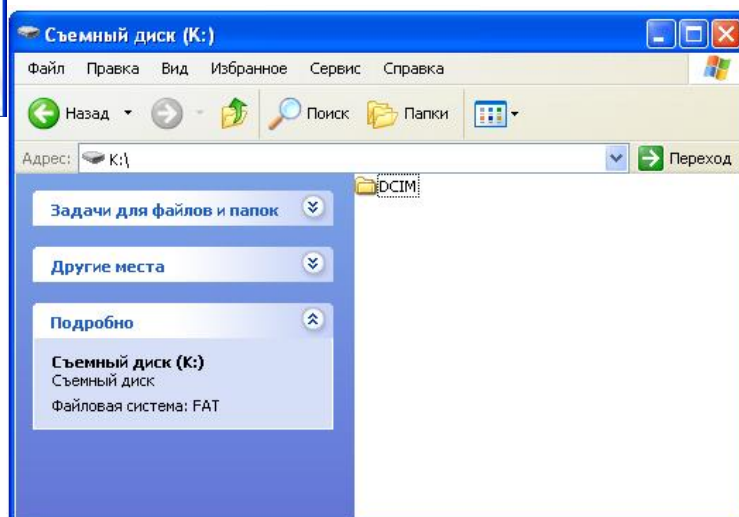 Съемный диск (K:)
Файл Правка Вид Избранное Сервис Справка
Назад Поиск Папки
Адрес: K:\ Переход
DCIM
Задачи для файлов и папок
Другие места
Подробно
Съемный диск (K:)
Съемный диск
Файловая система: FAT